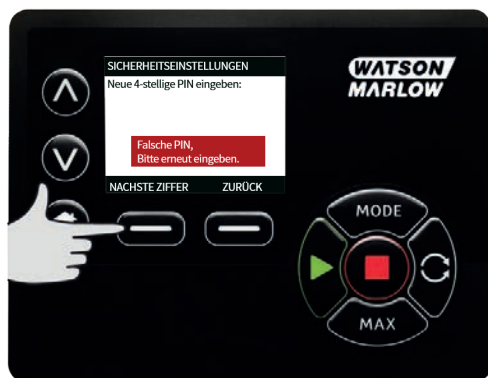 SICHERHEITSEINSTELLUNGEN
Neue 4-stellige PIN eingeben:
Falsche PIN,
Bitte erneut eingeben.
NACHSTE ZIFFER ZURÜCK
WATSON
MARLOW
MODE
MAX